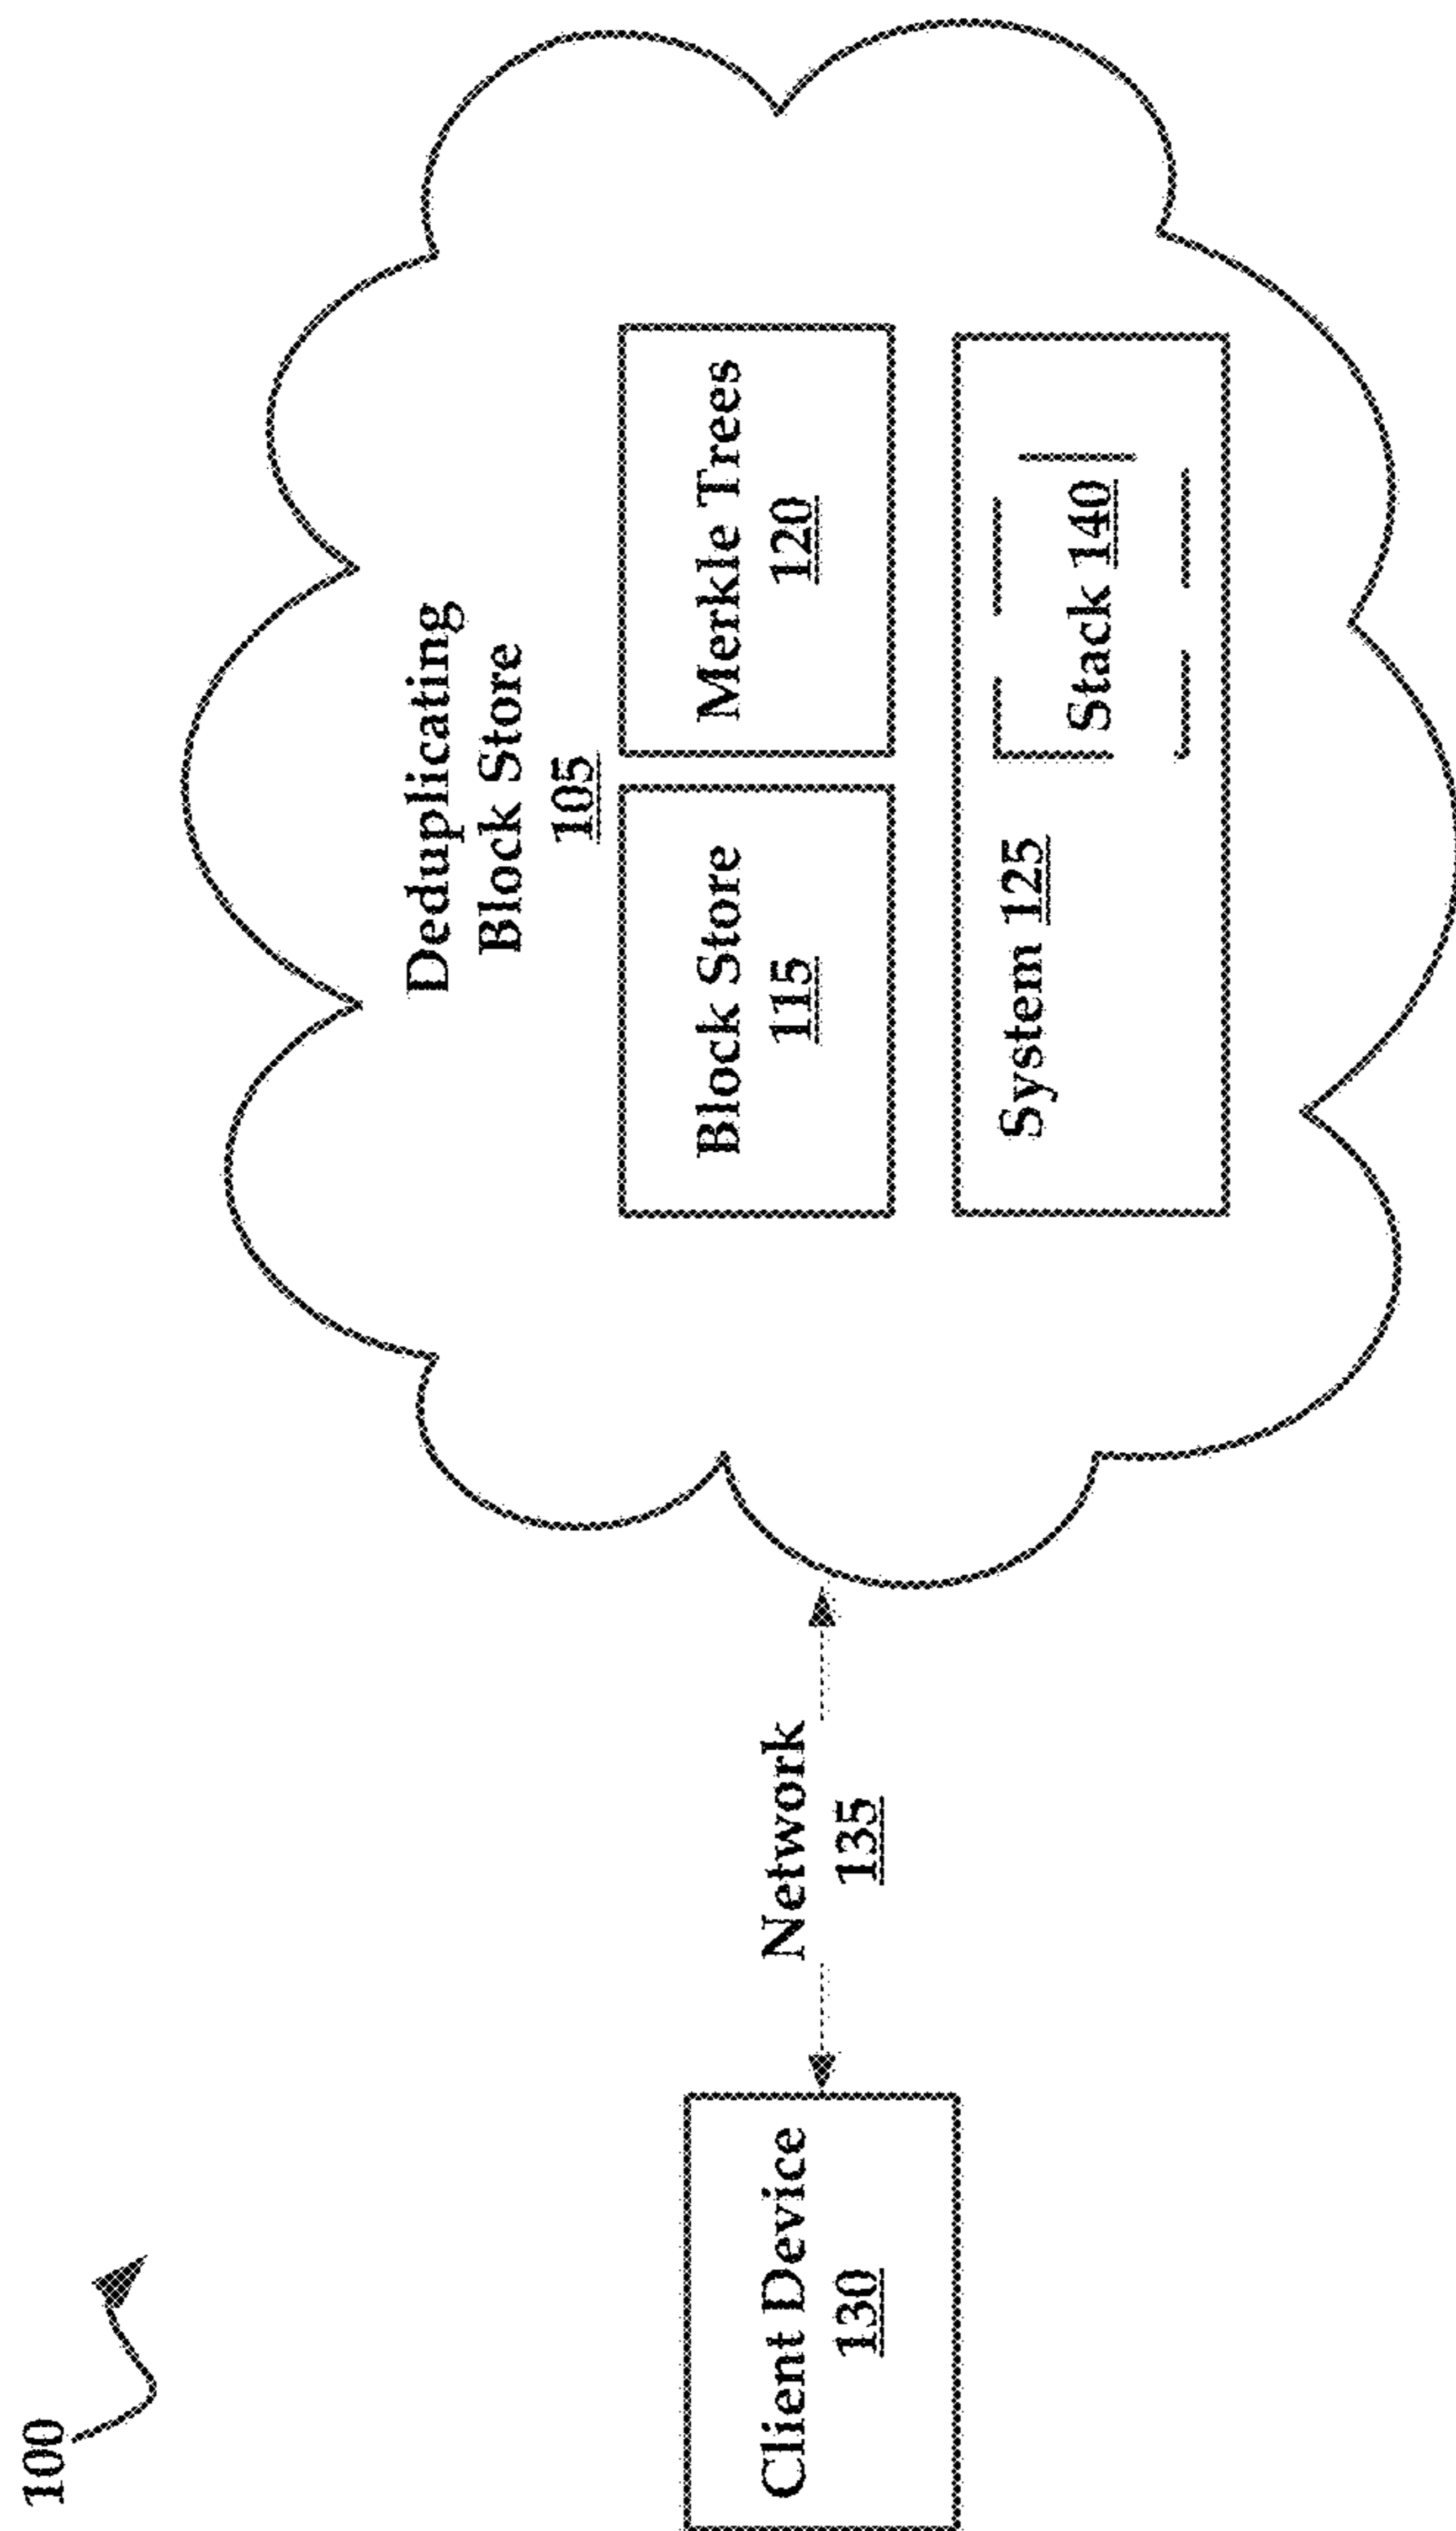 100
Deduplicating
Block Store
105
Block Store
115
Merkle Trees
120
System 125
Stack 140
Network
135
Client Device
130